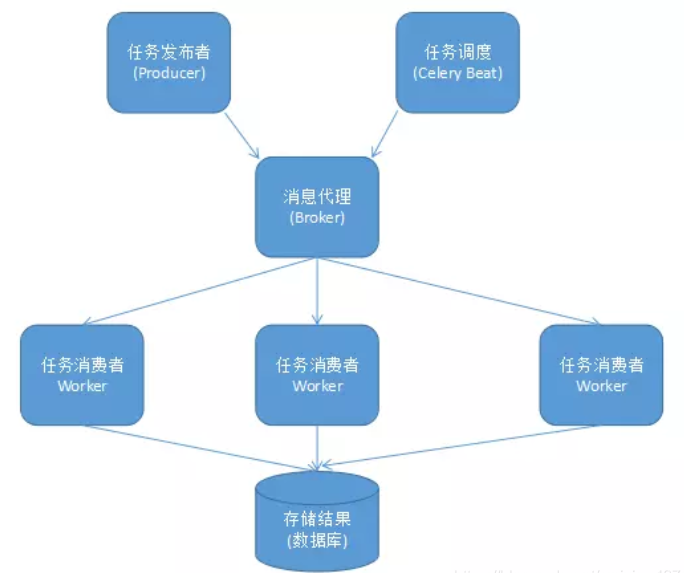 任务发布者
(Producer)
任务调度
(Celery Beat)
消息代理
(Broker)
任务消费者
Worker
任务消费者
Worker
任务消费者
Worker
存储结果
(数据库)